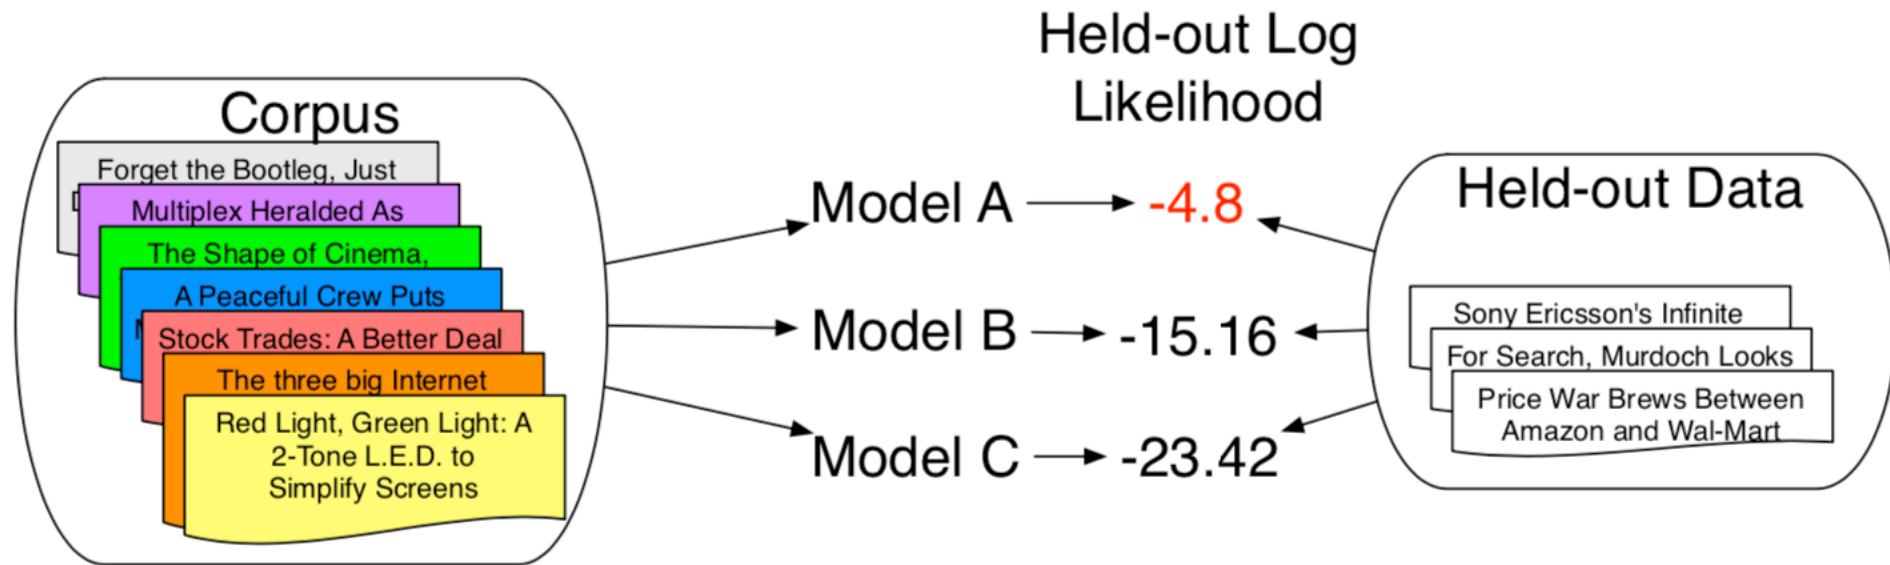 Corpus
Forget the Bootleg, Just
Multiplex Heralded As
The Shape of Cinema,
A Peaceful Crew Puts
Stock Trades: A Better Deal
The three big Internet
Red Light, Green Light: A
2-Tone L.E.D. to
Simplify Screens
Held-out Log
Likelihood
Model A
-4.8
Model B
-15.16
Model C
-23.42
Held-out Data
Sony Ericsson's Infinite
For Search, Murdoch Looks
Price War Brews Between
Amazon and Wal-Mart